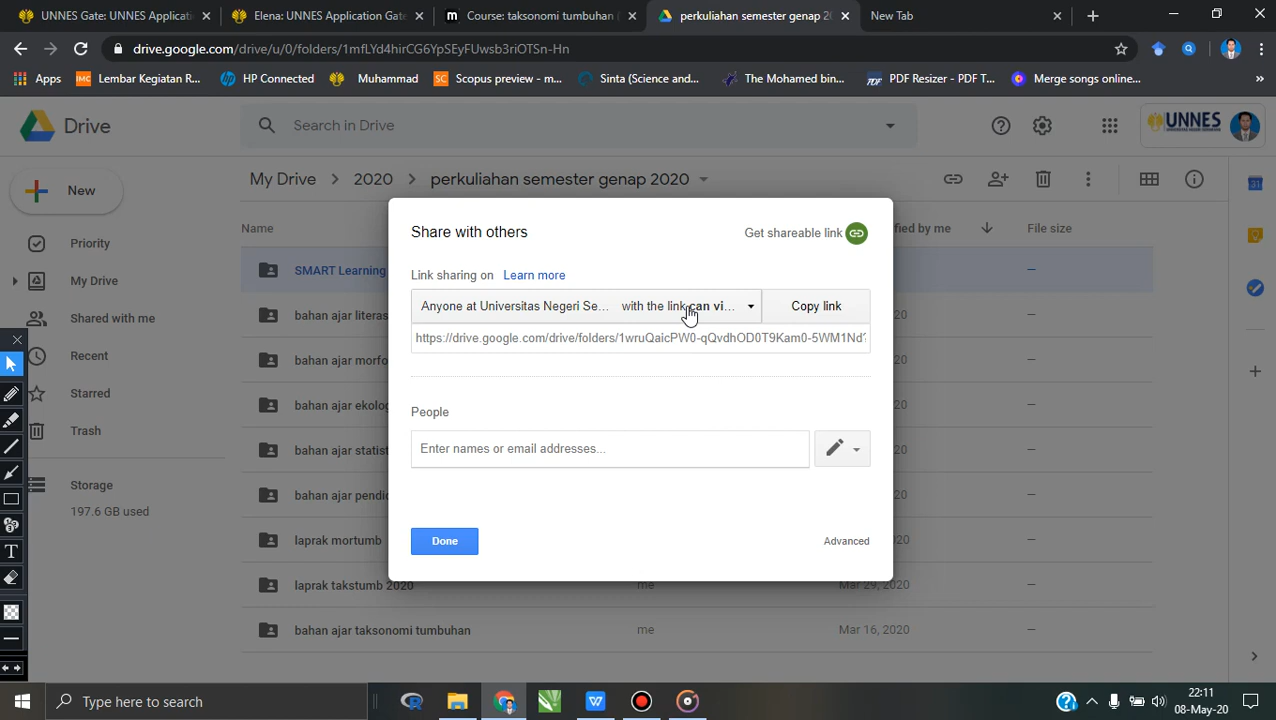 UNNES Gate: UNNES Applicati
Elena: UNNES Application Gate
Course: taksonomi tumbuhan
perkuliahan semester genap 20
New Tab
drive.google.com/drive/u/0/folders/1mfLYd4hirCG6YpSEyFUwsb3riOTSn-Hn
Apps
Lembar Kegiatan R...
HP Connected
Muhammad
Scopus preview - m...
Sinta (Science and...
The Mohamed bin...
PDF Resizer - PDF T...
Merge songs online...
»
Drive
Search in Drive
UNNES
New
My Drive > 2020 > perkuliahan semester genap 2020
Name
fied by me
File size
Priority
My Drive
Shared with me
Recent
Starred
Trash
Storage
197.6 GB used
SMART Learning
bahan ajar literas
bahan ajar morfo
bahan ajar ekolog
bahan ajar statist
bahan ajar pendic
laprak mortumb
laprak takstumb 2020
me
Mar 29, 2020
bahan ajar taksonomi tumbuhan
me
Mar 16, 2020
Share with others
Get shareable link
Link sharing on Learn more
Anyone at Universitas Negeri Se... with the link can vi...
Copy link
https://drive.google.com/drive/folders/1wruQaicPW0-qQvdhOD0T9Kam0-5WM1Nd?
People
Enter names or email addresses...
Done
Advanced
Type here to search
22:11
08-May-20